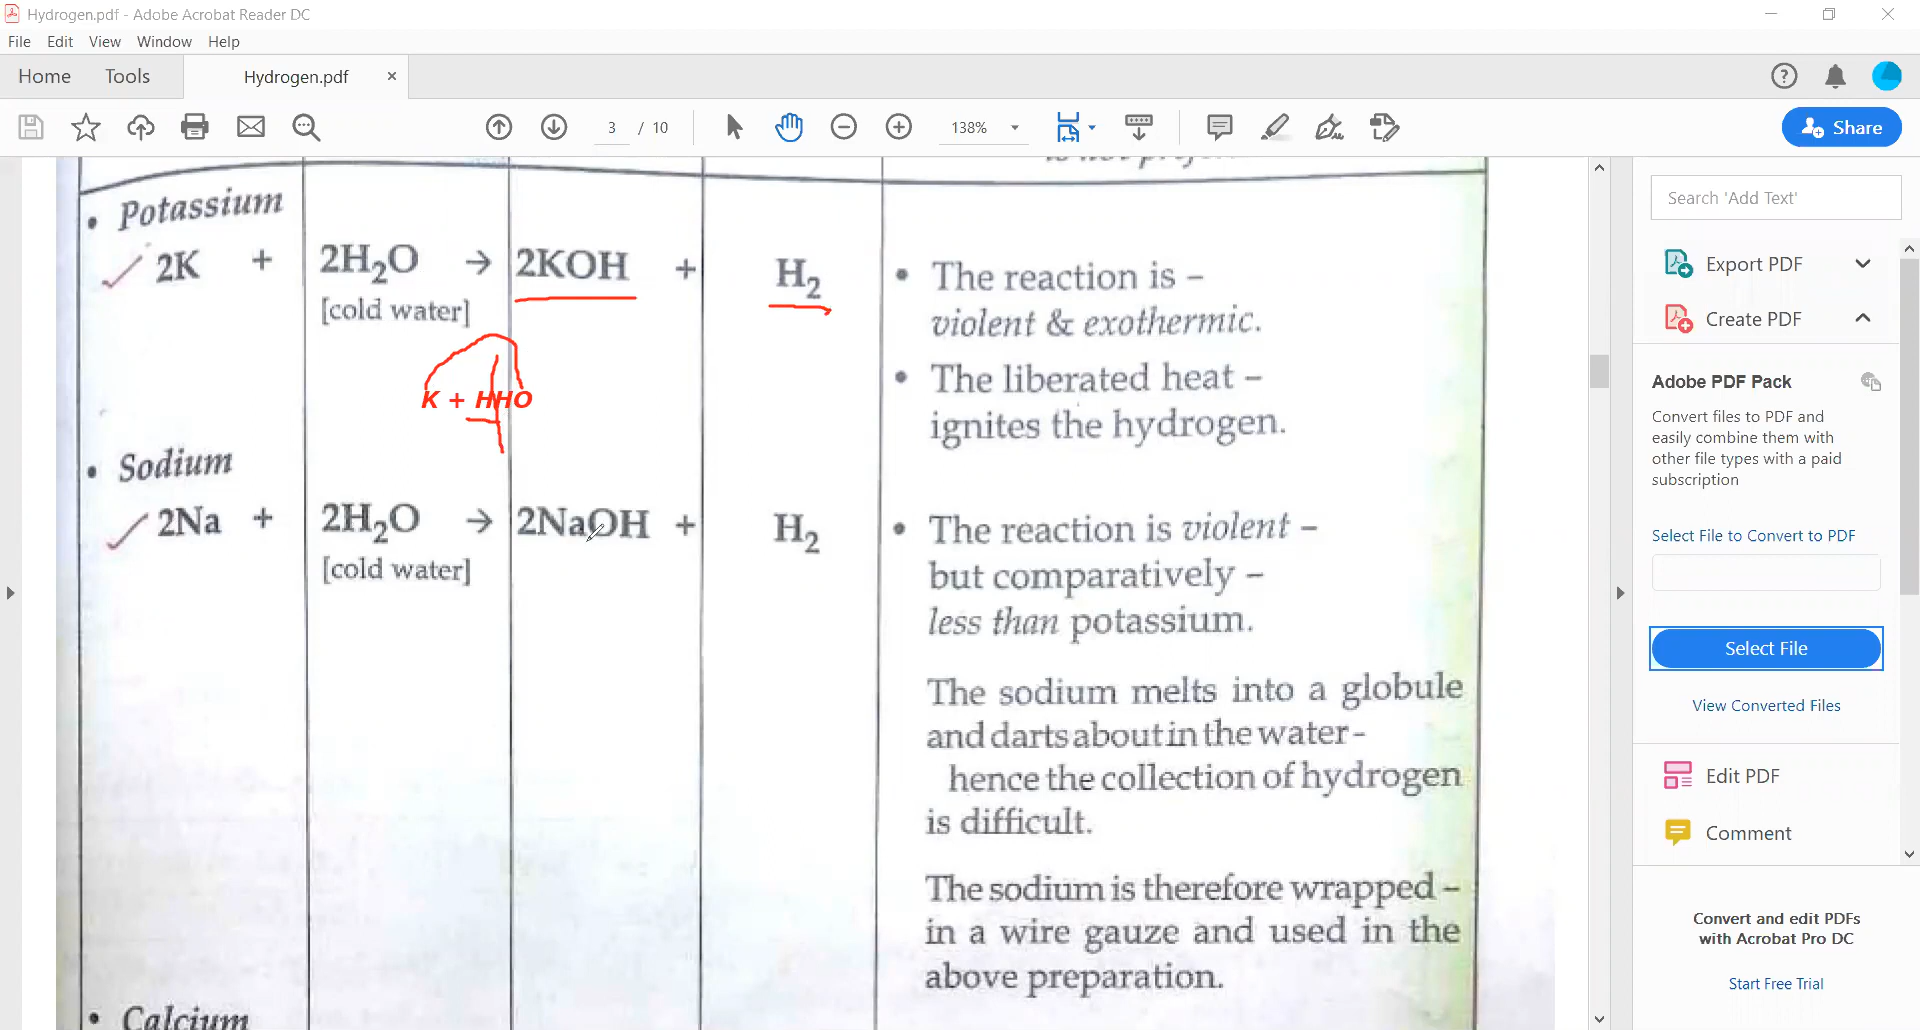 Hydrogen.pdf - Adobe Acrobat Reader DC
File Edit View Window Help
Home Tools Hydrogen.pdf ×
3 / 10 138% Share
• Potassium
2K + 2H₂O → 2KOH + H₂
[cold water]
• The reaction is –
violent & exothermic.
• The liberated heat –
ignites the hydrogen.
K + HHO
• Sodium
2Na + 2H₂O → 2NaOH + H₂
[cold water]
• The reaction is violent –
but comparatively –
less than potassium.
The sodium melts into a globule
and darts about in the water –
hence the collection of hydrogen
is difficult.
The sodium is therefore wrapped –
in a wire gauze and used in the
above preparation.
• Calcium
Search 'Add Text'
Export PDF
Create PDF
Adobe PDF Pack
Convert files to PDF and
easily combine them with
other file types with a paid
subscription
Select File to Convert to PDF
Select File
View Converted Files
Edit PDF
Comment
Convert and edit PDFs
with Acrobat Pro DC
Start Free Trial